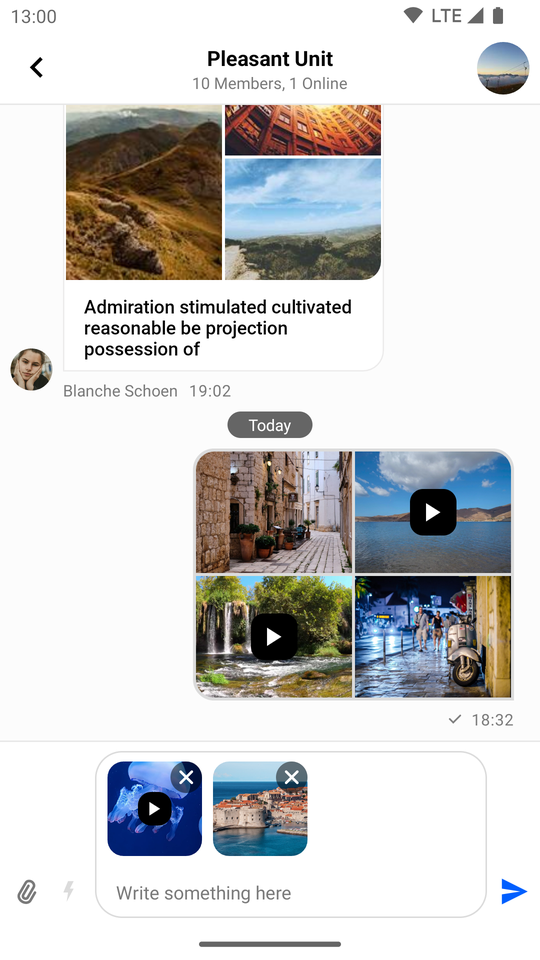 13:00
LTE
Pleasant Unit
10 Members, 1 Online
Admiration stimulated cultivated
reasonable be projection
possession of
Blanche Schoen 19:02
Today
18:32
Write something here